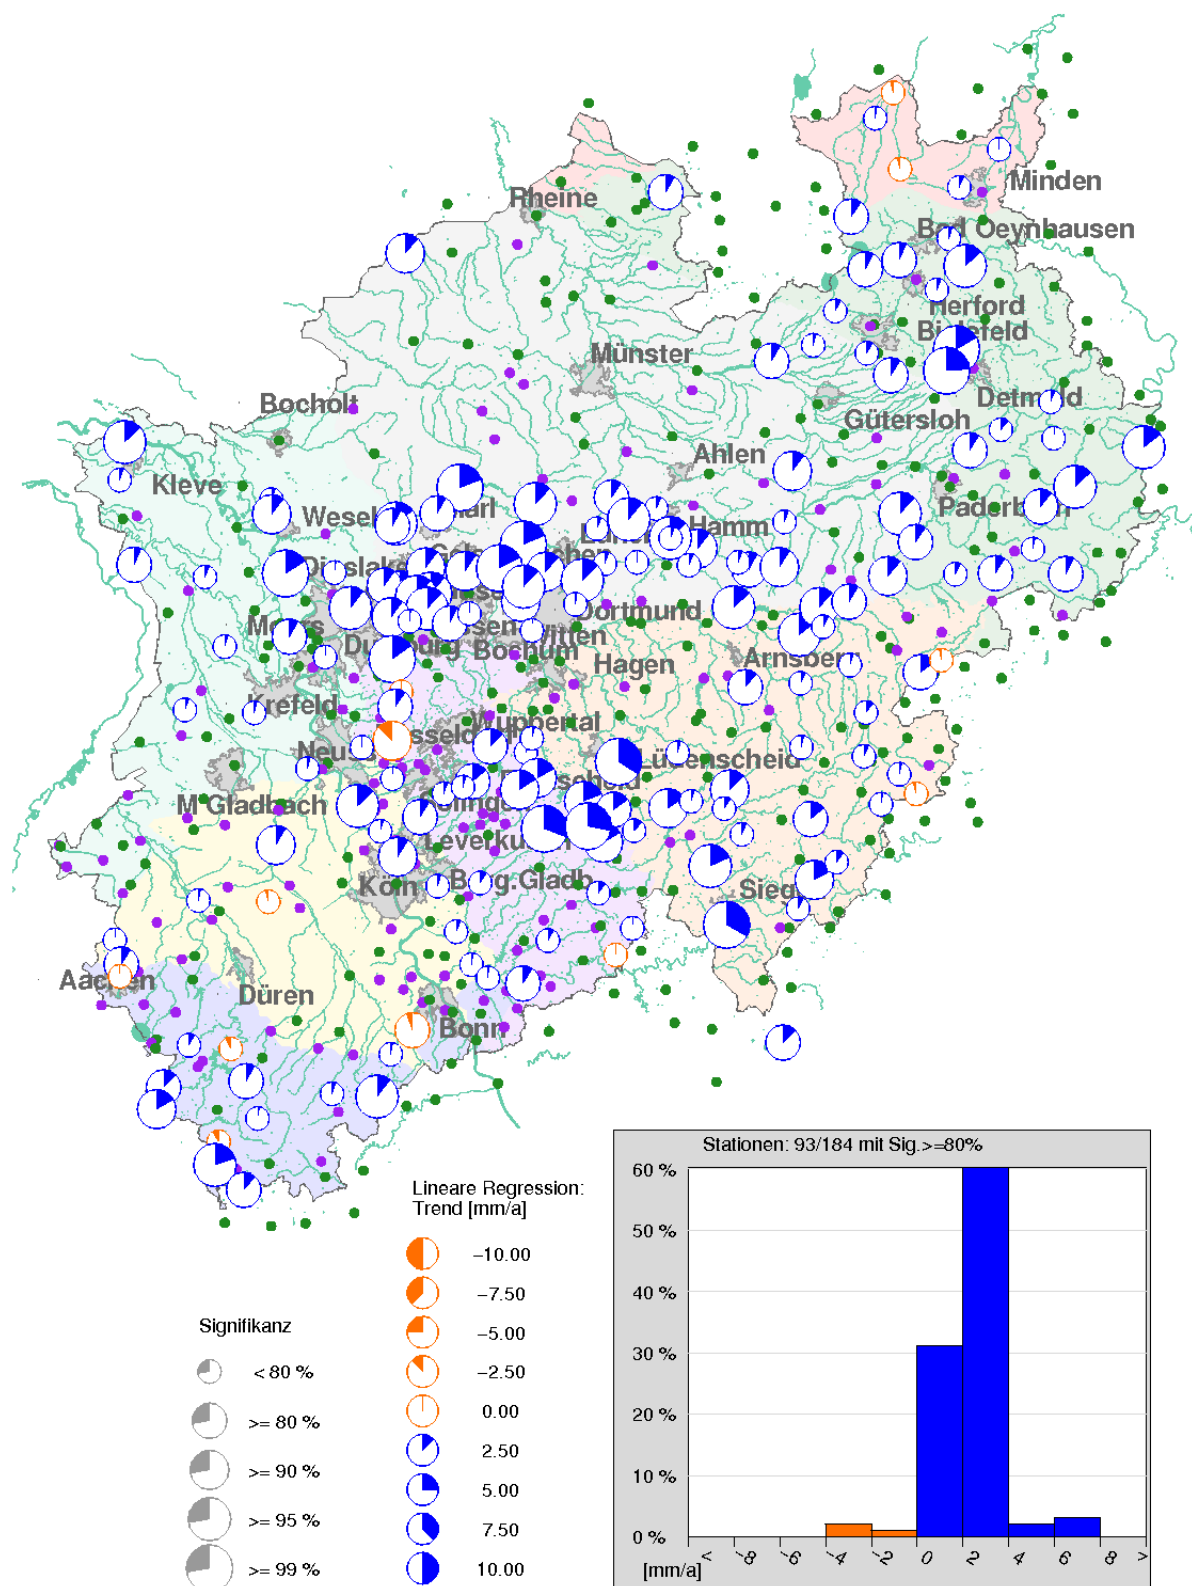 Rheine
Minden
Bad Oeynhausen
Herford
Bielefeld
Münster
Detmold
Bocholt
Gütersloh
Ahlen
Kleve
Paderborn
Hamm
Dortmund
Witten
Bochum
Hagen
Arnsberg
Krefeld
Wuppertal
Neuss
Lüdenscheid
M Gladbach
Leverkusen
Köln
Berg.Gladb
Sieg
Aachen
Düren
Bonn
Stationen: 93/184 mit Sig.>=80%
60 %
50 %
40 %
30 %
20 %
10 %
0 %
< −8 −6 −4 −2 0 2 4 6 8 >
[mm/a]
Lineare Regression:
Trend [mm/a]
−10.00
−7.50
−5.00
−2.50
0.00
2.50
5.00
7.50
10.00
Signifikanz
< 80 %
>= 80 %
>= 90 %
>= 95 %
>= 99 %